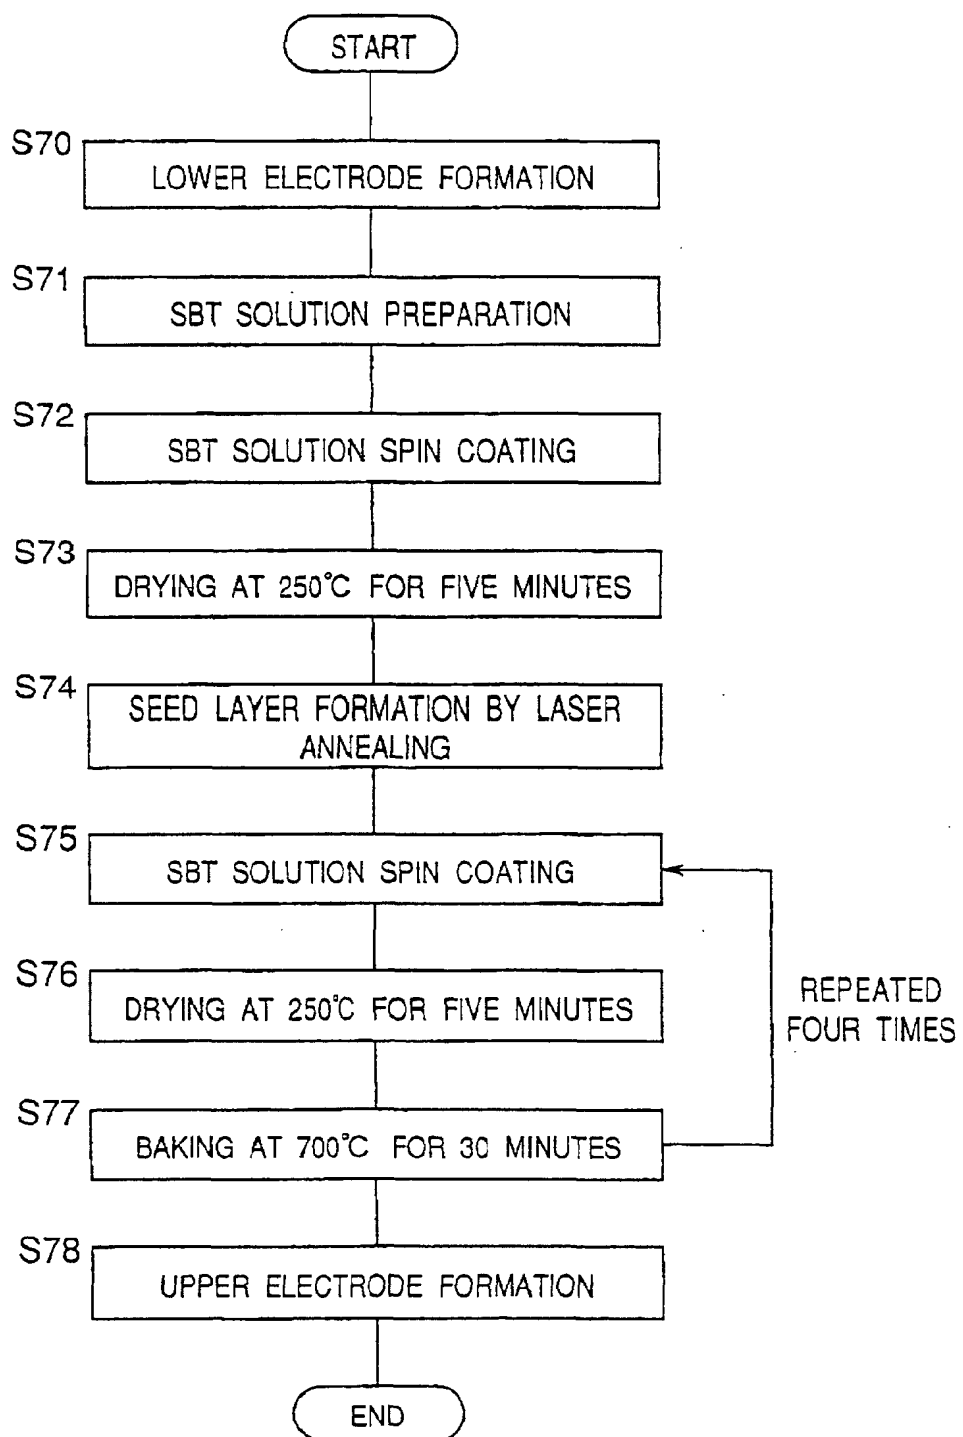 START
S70
LOWER ELECTRODE FORMATION
S71
SBT SOLUTION PREPARATION
S72
SBT SOLUTION SPIN COATING
S73
DRYING AT 250°C FOR FIVE MINUTES
S74
SEED LAYER FORMATION BY LASER
ANNEALING
S75
SBT SOLUTION SPIN COATING
S76
DRYING AT 250°C FOR FIVE MINUTES
REPEATED
FOUR TIMES
S77
BAKING AT 700°C FOR 30 MINUTES
S78
UPPER ELECTRODE FORMATION
END